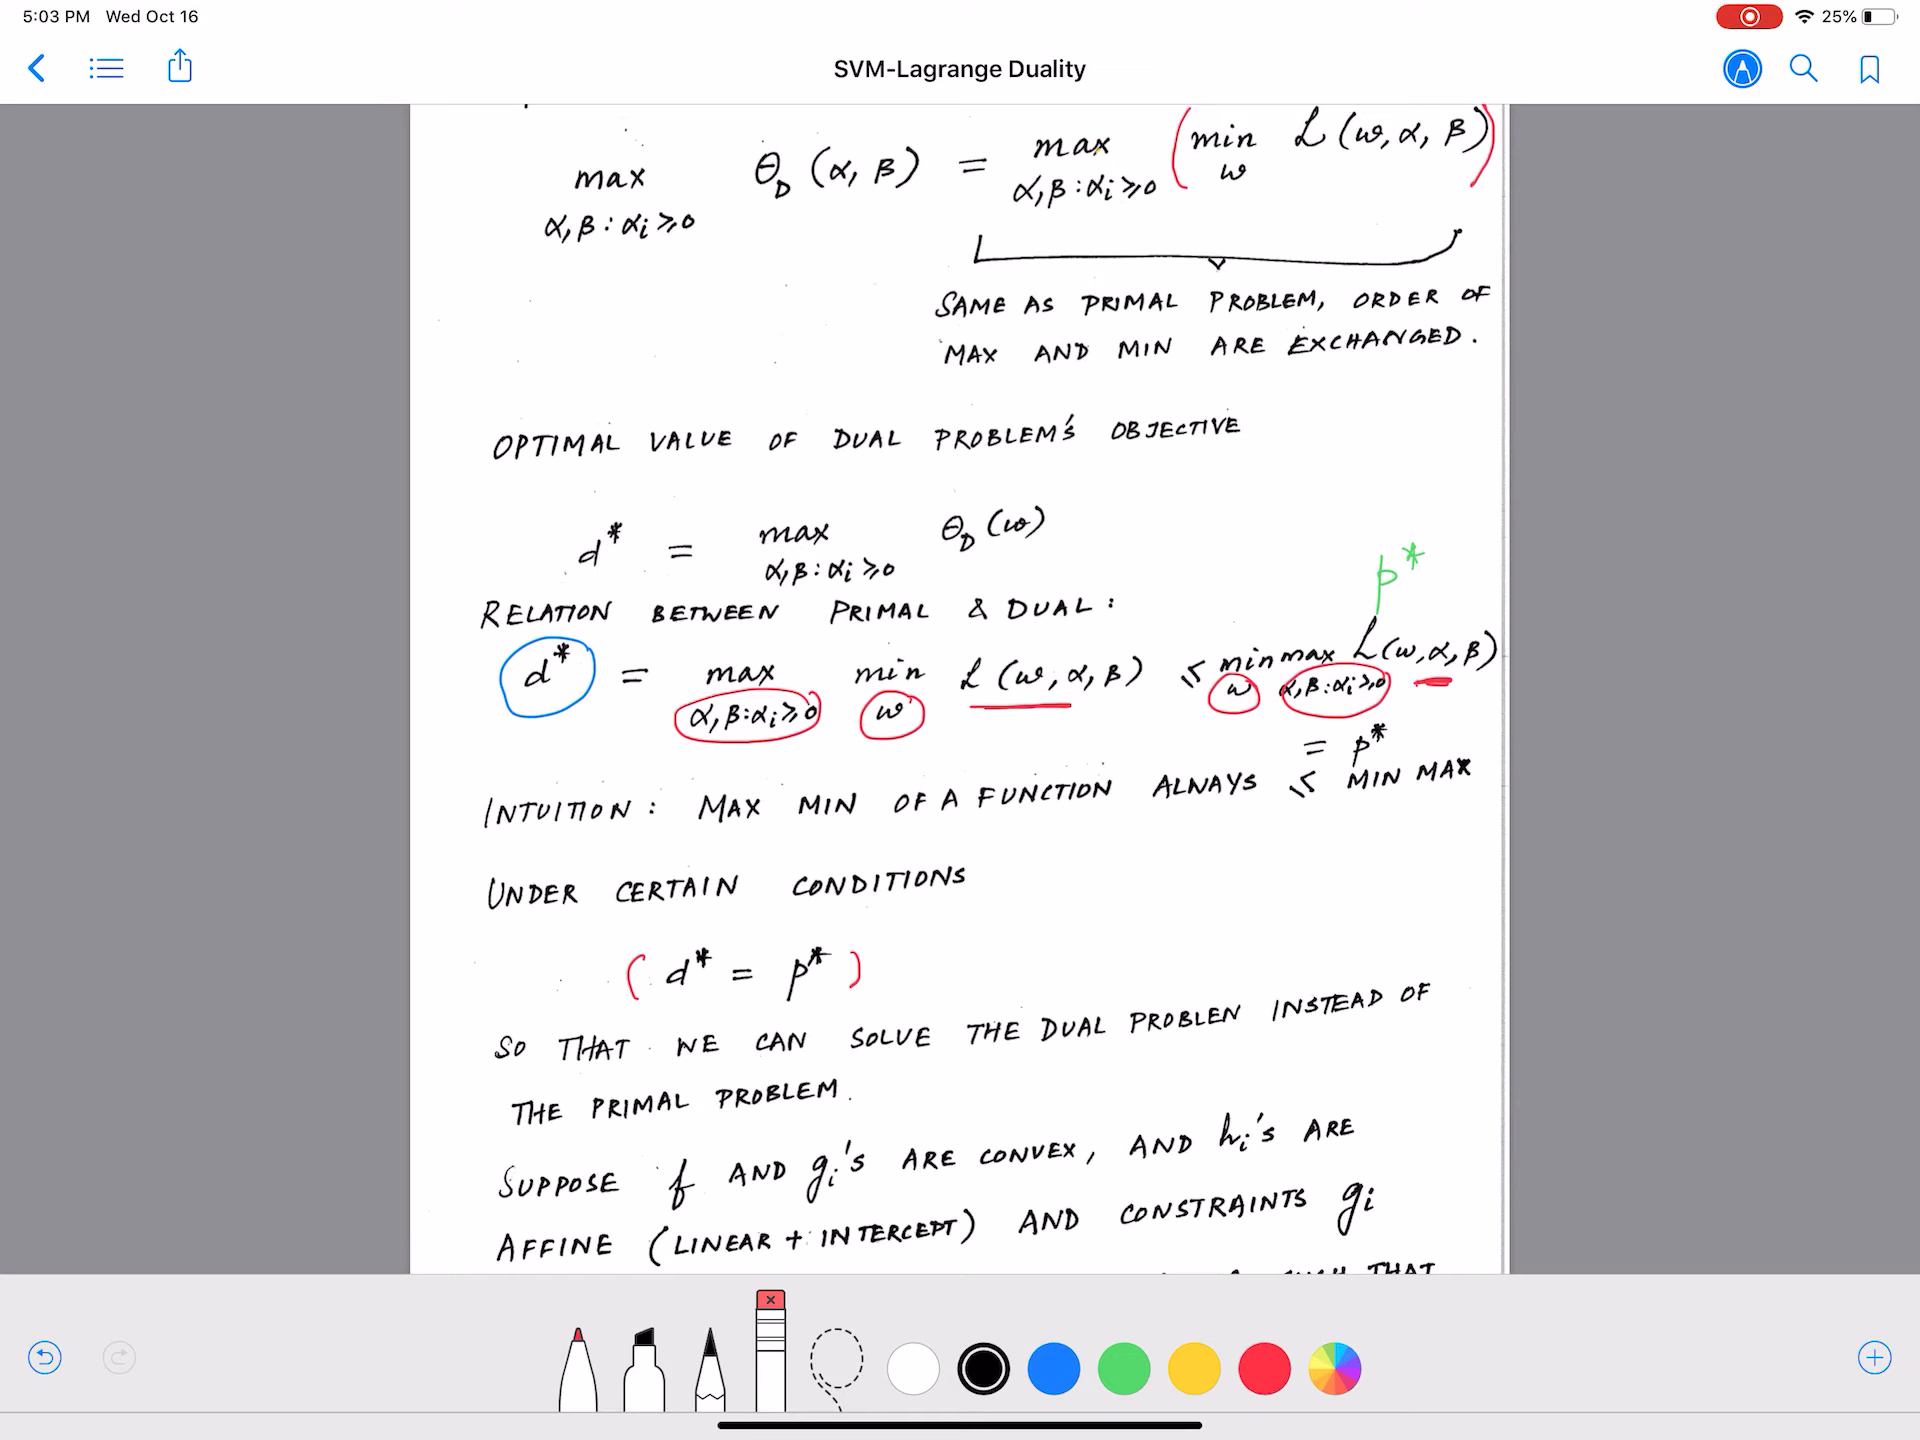 5:03 PM Wed Oct 16 25%
SVM-Lagrange Duality
max θ_D (α, β) = max (min L (w, α, β))
α, β : αᵢ ⩾ 0 α, β : αᵢ ⩾ 0 w
SAME AS PRIMAL PROBLEM, ORDER OF
MAX AND MIN ARE EXCHANGED.
OPTIMAL VALUE OF DUAL PROBLEM'S OBJECTIVE
d* = max θ_D (w)
α, β : αᵢ ⩾ 0
p*
RELATION BETWEEN PRIMAL & DUAL :
d* = max min L (w, α, β) ⩽ min max L (w, α, β)
α, β : αᵢ ⩾ 0 w w α, β : αᵢ ⩾ 0
= p*
INTUITION : MAX MIN OF A FUNCTION ALWAYS ⩽ MIN MAX
UNDER CERTAIN CONDITIONS
( d* = p* )
SO THAT WE CAN SOLVE THE DUAL PROBLEM INSTEAD OF
THE PRIMAL PROBLEM.
SUPPOSE f AND gᵢ's ARE CONVEX, AND hᵢ's ARE
AFFINE (LINEAR + INTERCEPT) AND CONSTRAINTS gᵢ
THAT